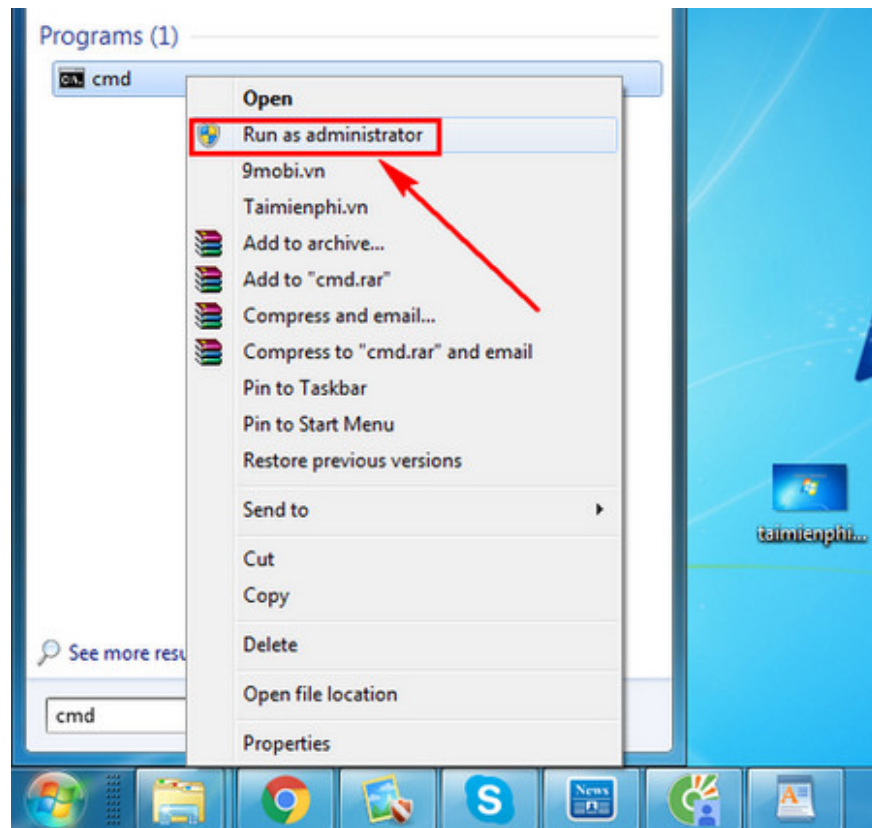 Programs (1)
cmd
Open
Run as administrator
9mobi.vn
Taimienphi.vn
Add to archive...
Add to "cmd.rar"
Compress and email...
Compress to "cmd.rar" and email
Pin to Taskbar
Pin to Start Menu
Restore previous versions
Send to
Cut
Copy
Delete
Open file location
Properties
See more resu
cmd
taimienphi...
S
News
A